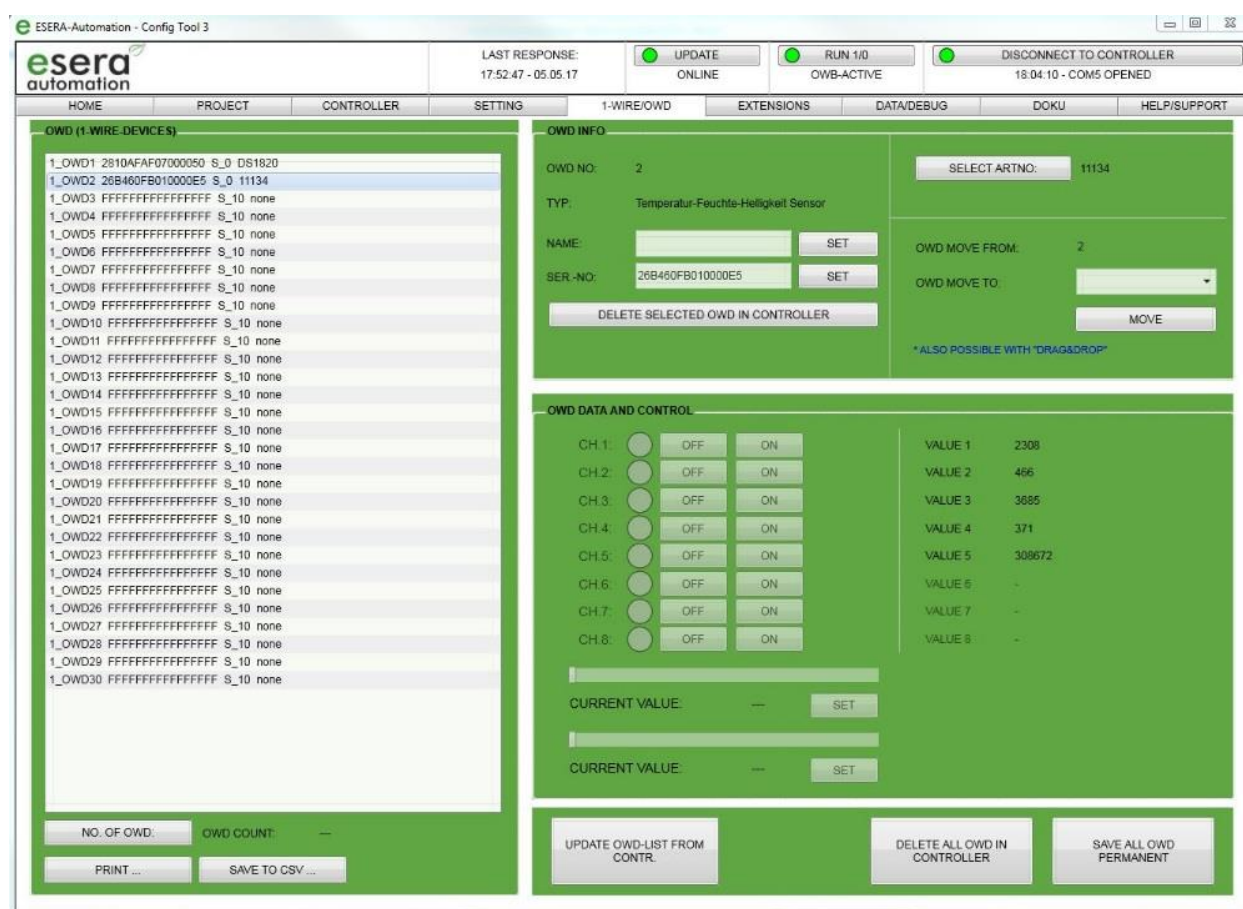 ESERA-Automation - Config Tool 3
esera
automation
LAST RESPONSE:
17:52:47 - 05.05.17
UPDATE
ONLINE
RUN 1/0
OWB-ACTIVE
DISCONNECT TO CONTROLLER
18:04:10 - COM5 OPENED
HOME PROJECT CONTROLLER SETTING 1-WIRE/OWD EXTENSIONS DATA/DEBUG DOKU HELP/SUPPORT
OWD (1-WIRE-DEVICES)
1_OWD1 2810AFAF07000050 S_0 DS1820
1_OWD2 26B460FB010000E5 S_0 11134
1_OWD3 FFFFFFFFFFFFFFFF S_10 none
1_OWD4 FFFFFFFFFFFFFFFF S_10 none
1_OWD5 FFFFFFFFFFFFFFFF S_10 none
1_OWD6 FFFFFFFFFFFFFFFF S_10 none
1_OWD7 FFFFFFFFFFFFFFFF S_10 none
1_OWD8 FFFFFFFFFFFFFFFF S_10 none
1_OWD9 FFFFFFFFFFFFFFFF S_10 none
1_OWD10 FFFFFFFFFFFFFFFF S_10 none
1_OWD11 FFFFFFFFFFFFFFFF S_10 none
1_OWD12 FFFFFFFFFFFFFFFF S_10 none
1_OWD13 FFFFFFFFFFFFFFFF S_10 none
1_OWD14 FFFFFFFFFFFFFFFF S_10 none
1_OWD15 FFFFFFFFFFFFFFFF S_10 none
1_OWD16 FFFFFFFFFFFFFFFF S_10 none
1_OWD17 FFFFFFFFFFFFFFFF S_10 none
1_OWD18 FFFFFFFFFFFFFFFF S_10 none
1_OWD19 FFFFFFFFFFFFFFFF S_10 none
1_OWD20 FFFFFFFFFFFFFFFF S_10 none
1_OWD21 FFFFFFFFFFFFFFFF S_10 none
1_OWD22 FFFFFFFFFFFFFFFF S_10 none
1_OWD23 FFFFFFFFFFFFFFFF S_10 none
1_OWD24 FFFFFFFFFFFFFFFF S_10 none
1_OWD25 FFFFFFFFFFFFFFFF S_10 none
1_OWD26 FFFFFFFFFFFFFFFF S_10 none
1_OWD27 FFFFFFFFFFFFFFFF S_10 none
1_OWD28 FFFFFFFFFFFFFFFF S_10 none
1_OWD29 FFFFFFFFFFFFFFFF S_10 none
1_OWD30 FFFFFFFFFFFFFFFF S_10 none
NO. OF OWD: OWD COUNT: ---
PRINT ... SAVE TO CSV ...
OWD INFO
OWD NO: 2
TYP: Temperatur-Feuchte-Helligkeit Sensor
NAME: SET
SER.-NO: 26B460FB010000E5 SET
DELETE SELECTED OWD IN CONTROLLER
SELECT ARTNO: 11134
OWD MOVE FROM: 2
OWD MOVE TO:
MOVE
* ALSO POSSIBLE WITH "DRAG&DROP"
OWD DATA AND CONTROL
CH.1: OFF ON VALUE 1 2308
CH.2: OFF ON VALUE 2 466
CH.3: OFF ON VALUE 3 3685
CH.4: OFF ON VALUE 4 371
CH.5: OFF ON VALUE 5 308672
CH.6: OFF ON VALUE 6 -
CH.7: OFF ON VALUE 7 -
CH.8: OFF ON VALUE 8 -
CURRENT VALUE: --- SET
CURRENT VALUE: --- SET
UPDATE OWD-LIST FROM
CONTR.
DELETE ALL OWD IN
CONTROLLER
SAVE ALL OWD
PERMANENT